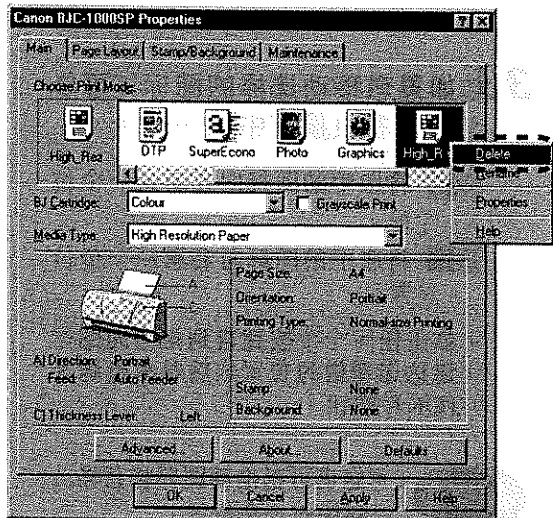 Canon BJC-1000SP Properties
Main Page Layout Stamp/Background Maintenance
Choose Print Mode:
High_Rez DTP SuperEcono Photo Graphics High_R
Delete
Rename
Properties
Help
BJ Cartridge: Colour Grayscale Print
Media Type: High Resolution Paper
Page Size: A4
Orientation: Portrait
Printing Type: Normal-size Printing
A) Direction: Portrait
Feed: Auto Feeder
Stamp: None
C) Thickness Lever: Left
Background: None
Advanced... About... Defaults
Ok Cancel Apply Help